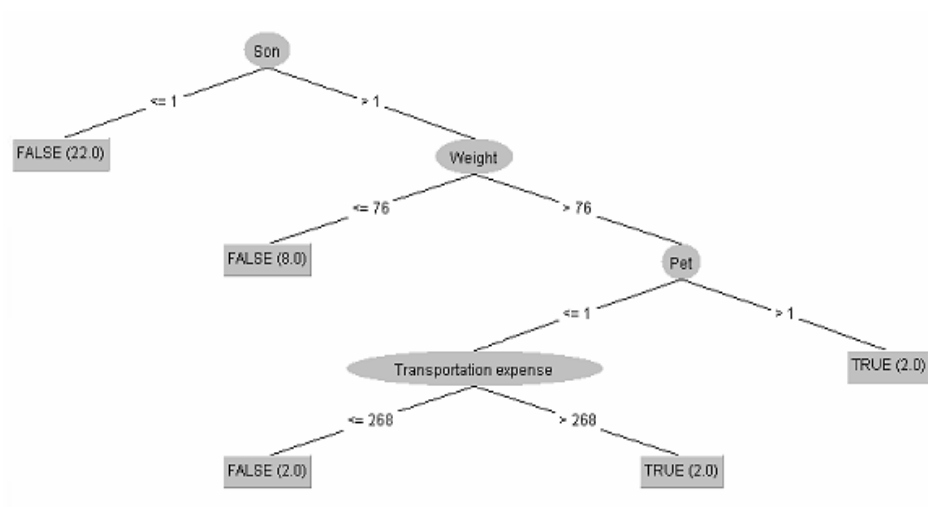 Son
<= 1
> 1
FALSE (22.0)
Weight
<= 76
> 76
FALSE (8.0)
Pet
<= 1
> 1
Transportation expense
TRUE (2.0)
<= 268
> 268
FALSE (2.0)
TRUE (2.0)